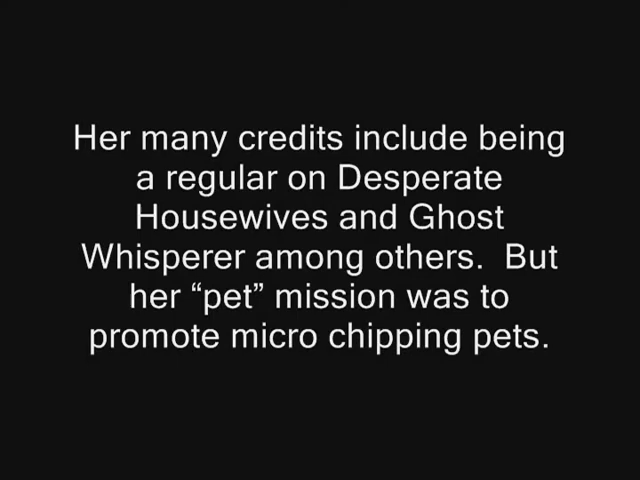 Her many credits include being
a regular on Desperate
Housewives and Ghost
Whisperer among others.  But
her “pet” mission was to
promote micro chipping pets.